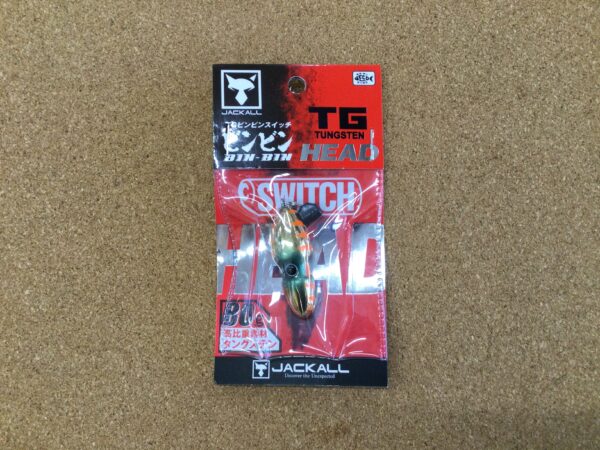 JACKALL
TG
TUNGSTEN
TGビンビンスイッチ
ビンビン
BIN-BIN
HEAD
SWITCH
HEAD
80g
高比重素材
タングステン
JACKALL
Uncover the Unexpected